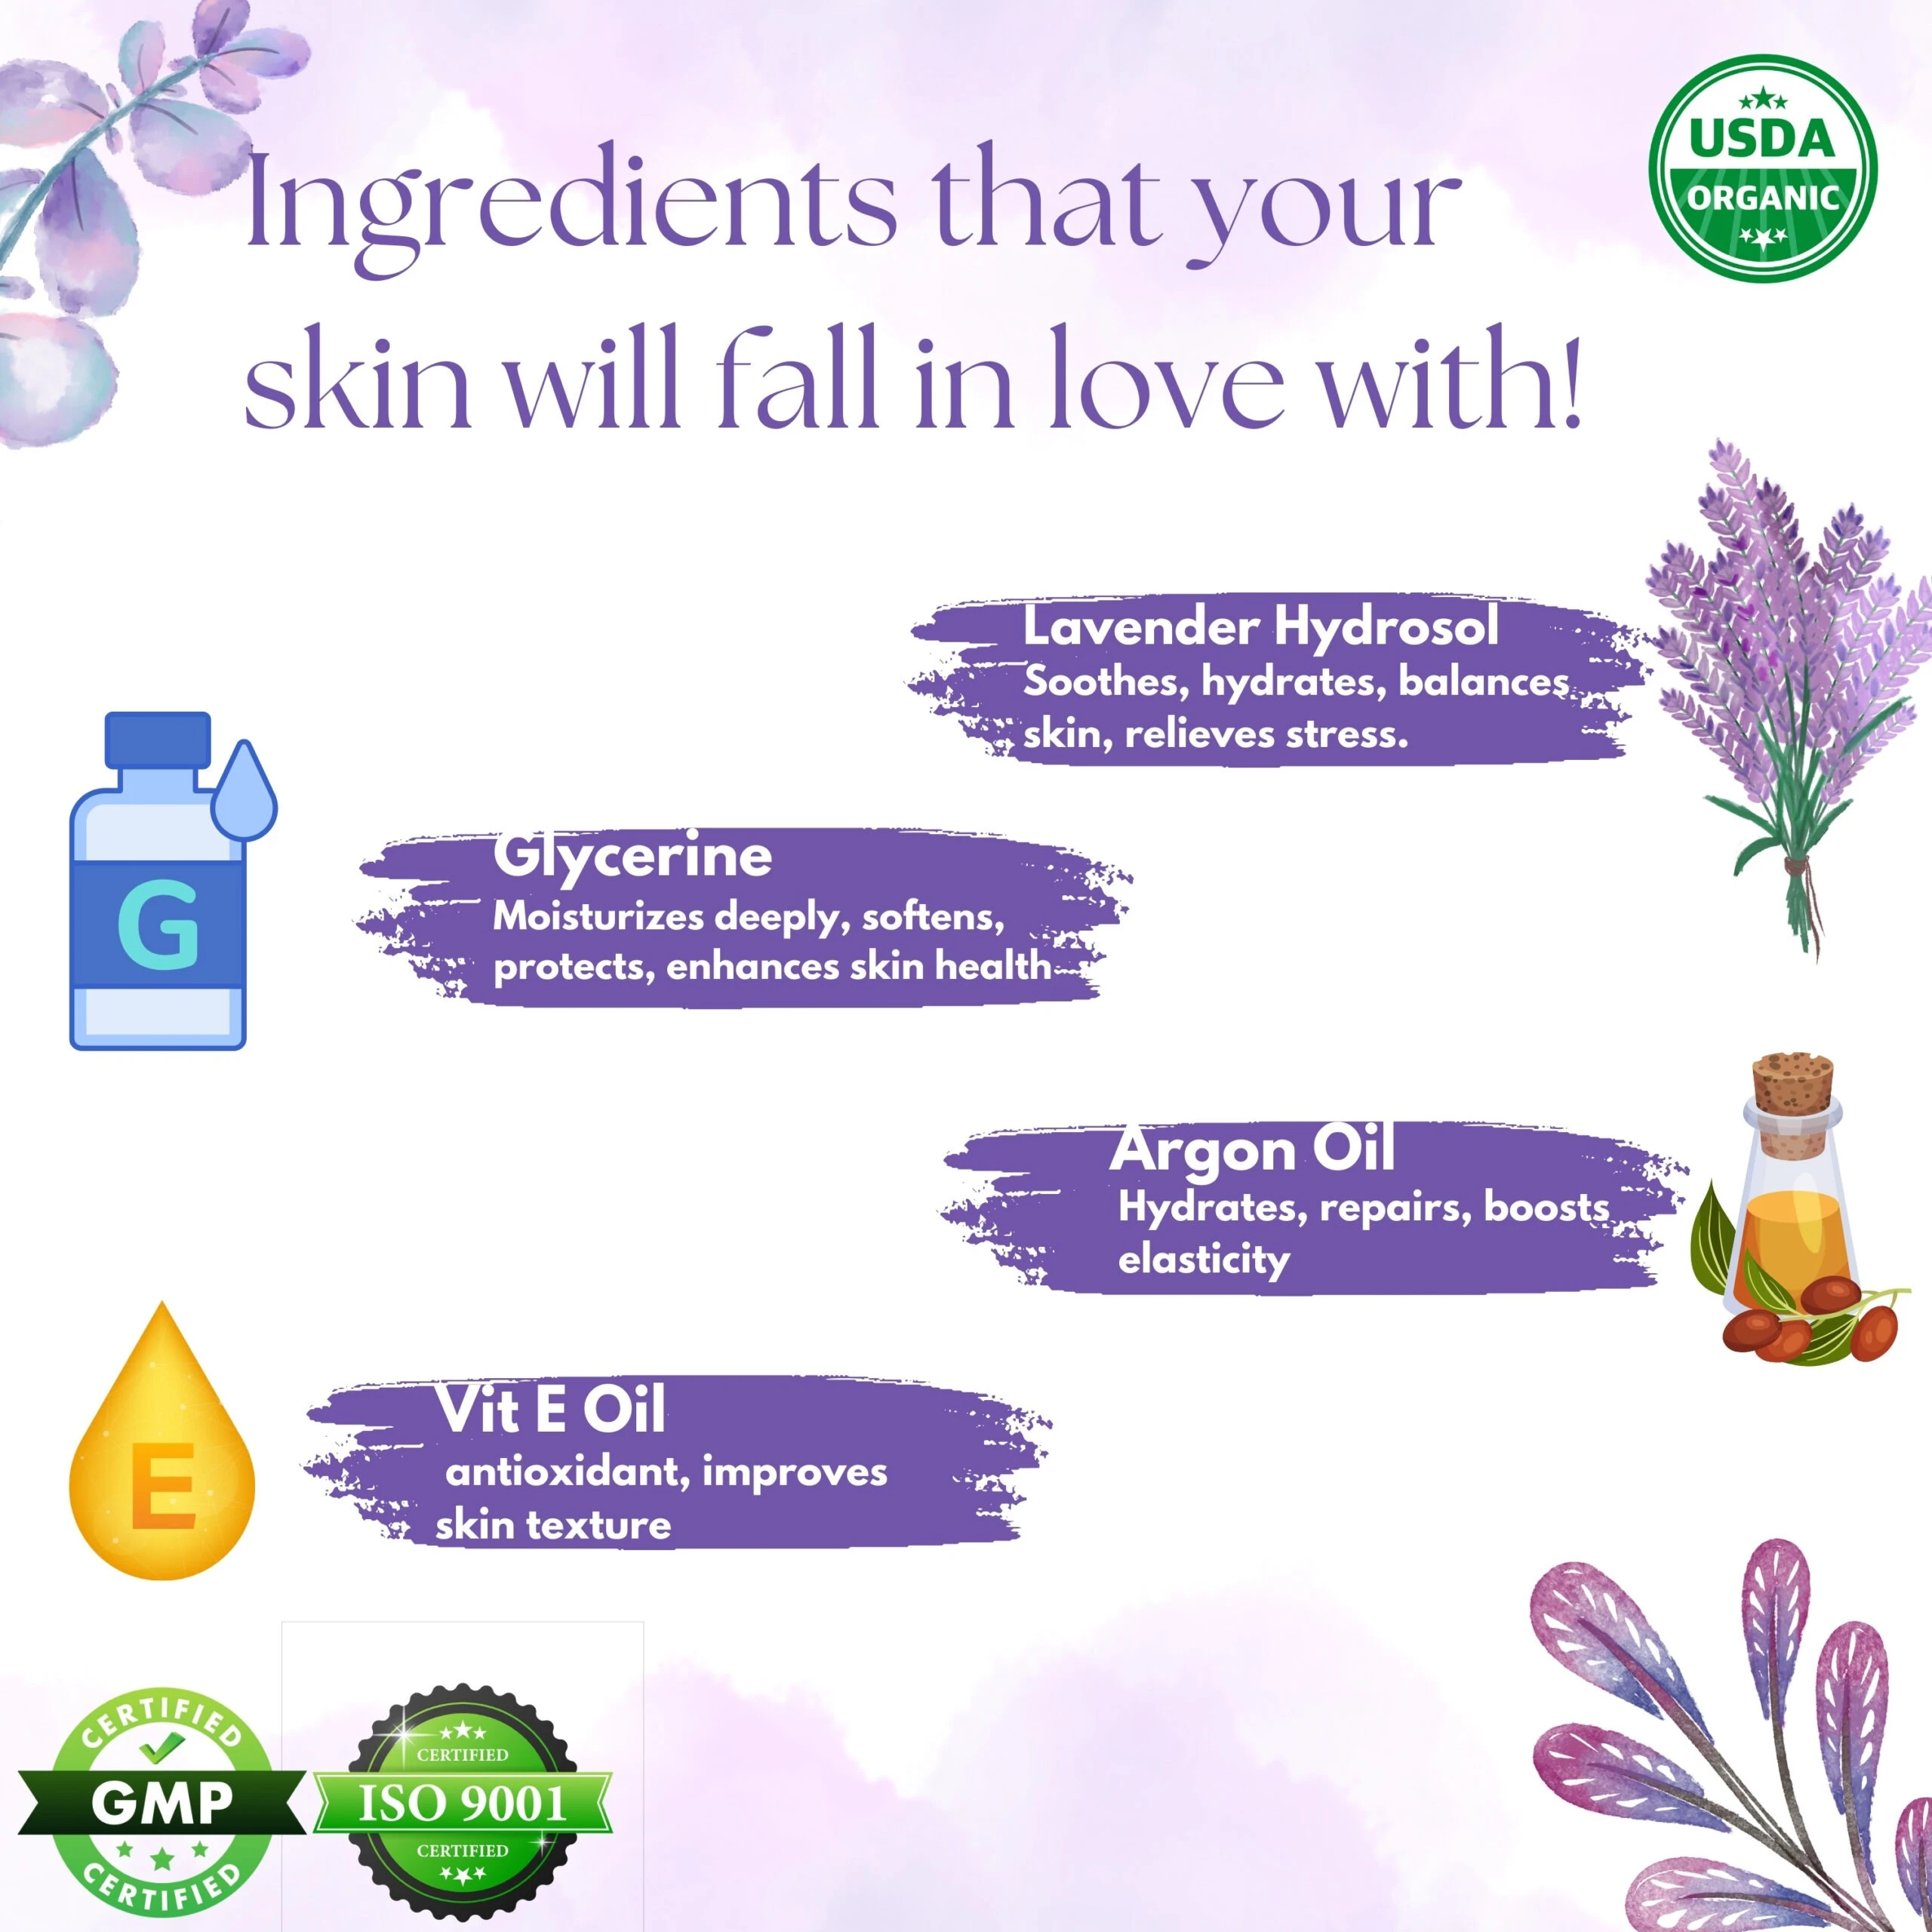 USDA
ORGANIC
Ingredients that your
skin will fall in love with!
Lavender Hydrosol
Soothes, hydrates, balances
skin, relieves stress.
G
Glycerine
Moisturizes deeply, softens,
protects, enhances skin health
Argon Oil
Hydrates, repairs, boosts
elasticity
E
Vit E Oil
antioxidant, improves
skin texture
CERTIFIED
GMP
CERTIFIED
CERTIFIED
ISO 9001
CERTIFIED